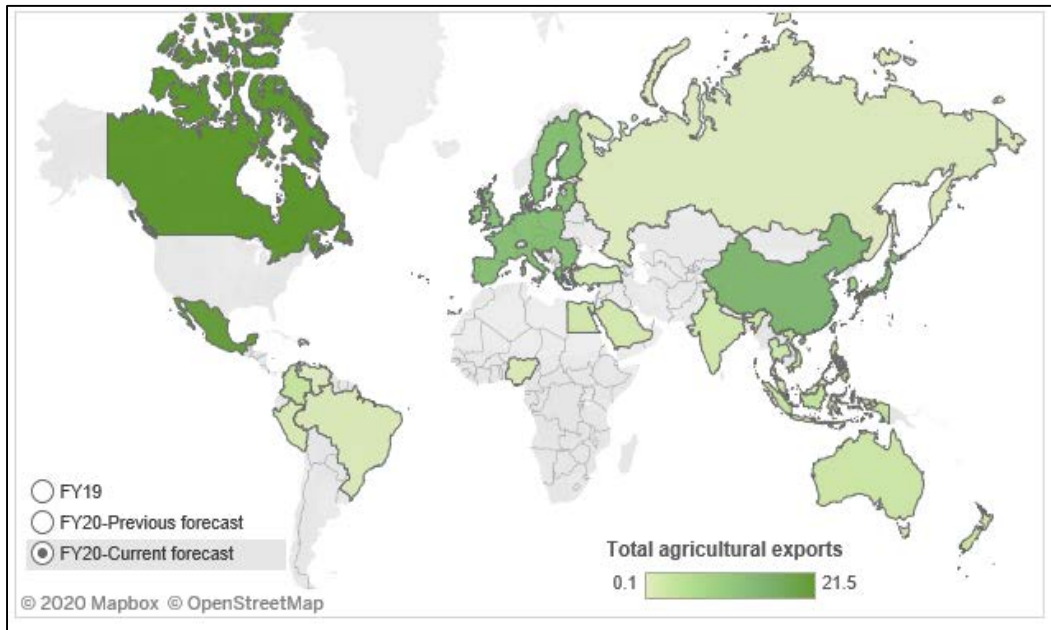 FY19
FY20-Previous forecast
FY20-Current forecast
Total agricultural exports
0.1 21.5
© 2020 Mapbox © OpenStreetMap